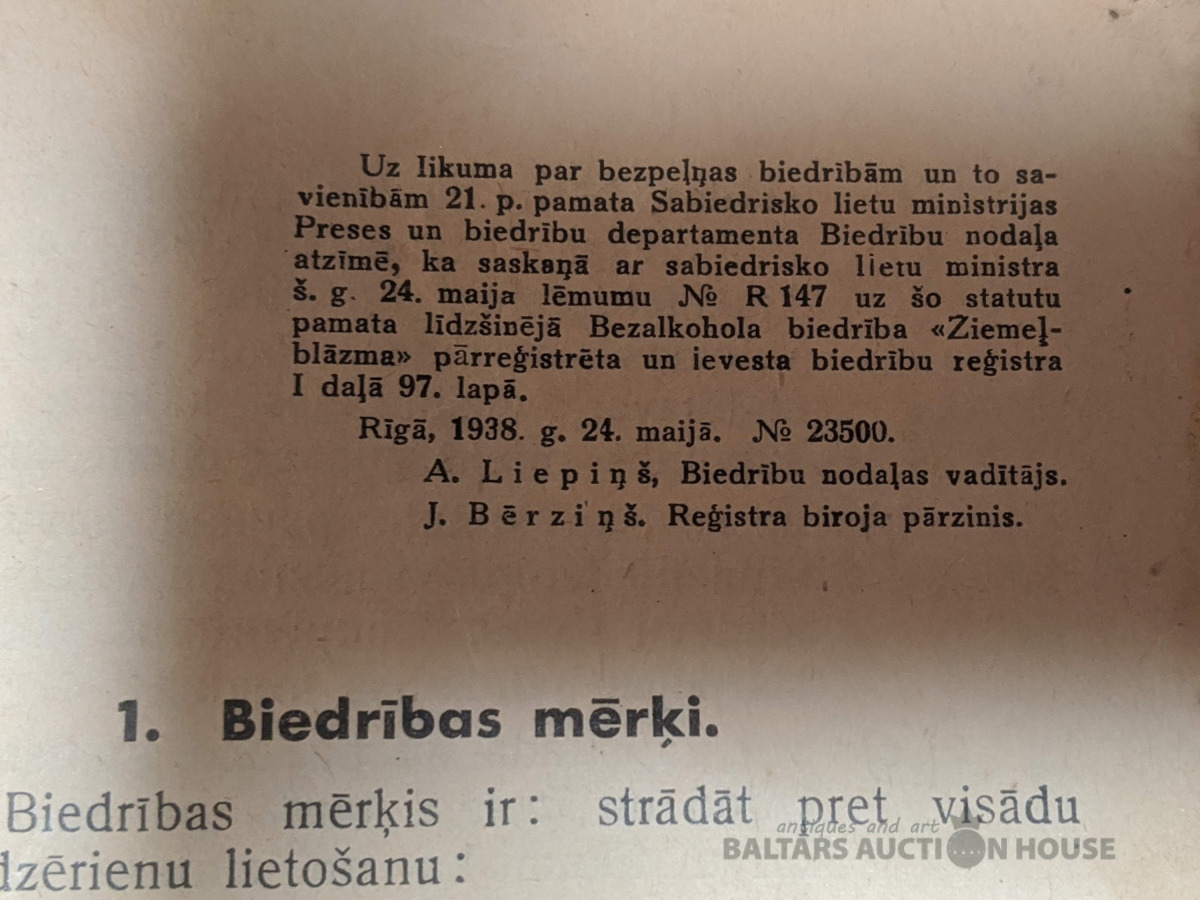 Uz likuma par bezpeļņas biedrībām un to sa-
vienībām 21. p. pamata Sabiedrisko lietu ministrijas
Preses un biedrību departamenta Biedrību nodaļa
atzīmē, ka saskaņā ar sabiedrisko lietu ministra
š. g. 24. maija lēmumu № R 147 uz šo statutu
pamata līdzšinējā Bezalkohola biedrība «Ziemeļ-
blāzma» pārreģistrēta un ievesta biedrību reģistra
I daļā 97. lapā.
Rīgā, 1938. g. 24. maijā. № 23500.
A. Liepiņš, Biedrību nodaļas vadītājs.
J. Bērziņš. Reģistra biroja pārzinis.
1. Biedrības mērķi.
Biedrības mērķis ir: strādāt pret visādu
dzērienu lietošanu:
antiques and art
BALTARS AUCTION HOUSE